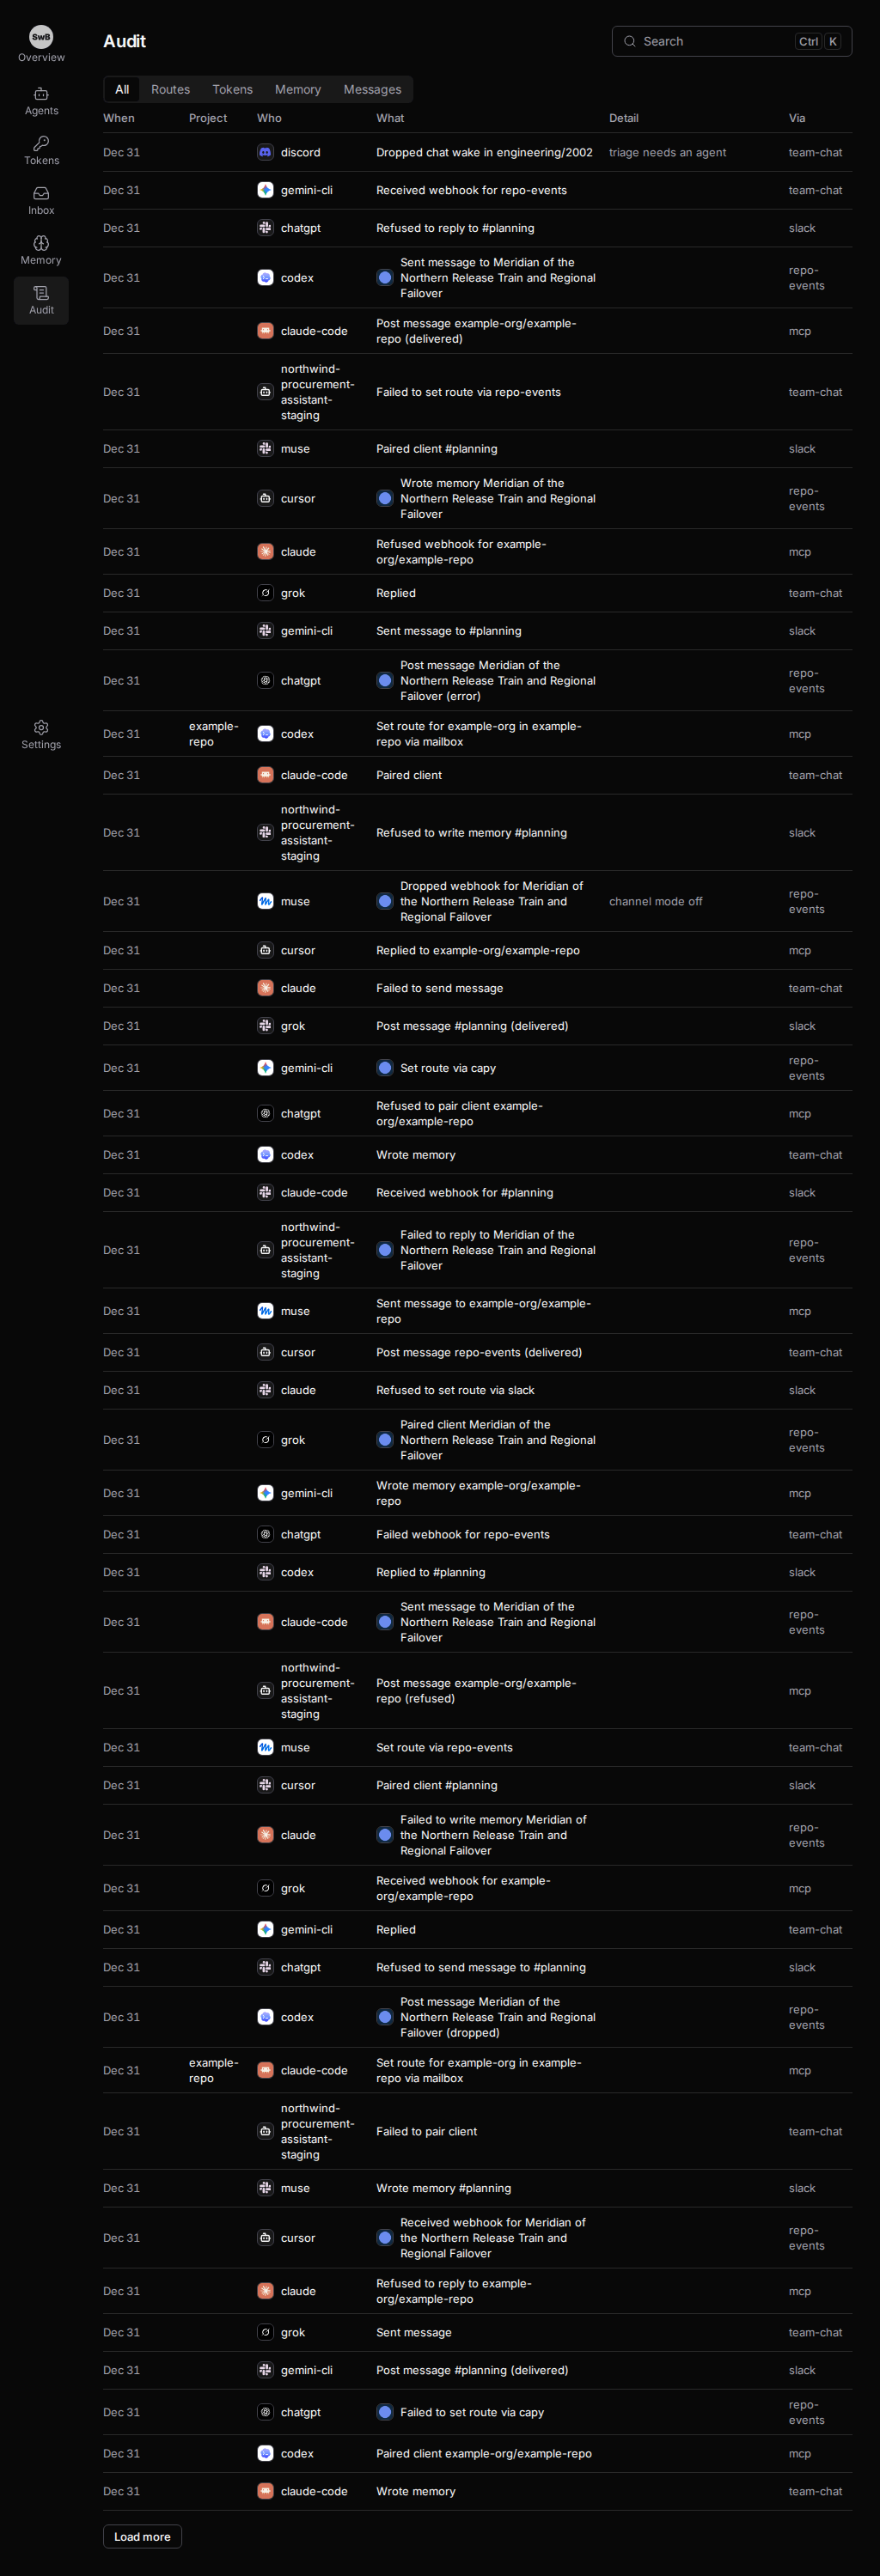 SwB
Overview
Agents
Tokens
Inbox
Memory
Audit
Settings
Audit
Search Ctrl K
All Routes Tokens Memory Messages
When Project Who What Detail Via
Dec 31 discord Dropped chat wake in engineering/2002 triage needs an agent team-chat
Dec 31 gemini-cli Received webhook for repo-events team-chat
Dec 31 chatgpt Refused to reply to #planning slack
Dec 31 codex Sent message to Meridian of the
Northern Release Train and Regional
Failover
repo-
events
Dec 31 claude-code Post message example-org/example-
repo (delivered)
mcp
Dec 31 northwind-
procurement-
assistant-
staging
Failed to set route via repo-events team-chat
Dec 31 muse Paired client #planning slack
Dec 31 cursor Wrote memory Meridian of the
Northern Release Train and Regional
Failover
repo-
events
Dec 31 claude Refused webhook for example-
org/example-repo
mcp
Dec 31 grok Replied team-chat
Dec 31 gemini-cli Sent message to #planning slack
Dec 31 chatgpt Post message Meridian of the
Northern Release Train and Regional
Failover (error)
repo-
events
Dec 31 example-
repo
codex Set route for example-org in example-
repo via mailbox
mcp
Dec 31 claude-code Paired client team-chat
Dec 31 northwind-
procurement-
assistant-
staging
Refused to write memory #planning slack
Dec 31 muse Dropped webhook for Meridian of
the Northern Release Train and
Regional Failover
channel mode off repo-
events
Dec 31 cursor Replied to example-org/example-repo mcp
Dec 31 claude Failed to send message team-chat
Dec 31 grok Post message #planning (delivered) slack
Dec 31 gemini-cli Set route via capy repo-
events
Dec 31 chatgpt Refused to pair client example-
org/example-repo
mcp
Dec 31 codex Wrote memory team-chat
Dec 31 claude-code Received webhook for #planning slack
Dec 31 northwind-
procurement-
assistant-
staging
Failed to reply to Meridian of the
Northern Release Train and Regional
Failover
repo-
events
Dec 31 muse Sent message to example-org/example-
repo
mcp
Dec 31 cursor Post message repo-events (delivered) team-chat
Dec 31 claude Refused to set route via slack slack
Dec 31 grok Paired client Meridian of the
Northern Release Train and Regional
Failover
repo-
events
Dec 31 gemini-cli Wrote memory example-org/example-
repo
mcp
Dec 31 chatgpt Failed webhook for repo-events team-chat
Dec 31 codex Replied to #planning slack
Dec 31 claude-code Sent message to Meridian of the
Northern Release Train and Regional
Failover
repo-
events
Dec 31 northwind-
procurement-
assistant-
staging
Post message example-org/example-
repo (refused)
mcp
Dec 31 muse Set route via repo-events team-chat
Dec 31 cursor Paired client #planning slack
Dec 31 claude Failed to write memory Meridian of
the Northern Release Train and
Regional Failover
repo-
events
Dec 31 grok Received webhook for example-
org/example-repo
mcp
Dec 31 gemini-cli Replied team-chat
Dec 31 chatgpt Refused to send message to #planning slack
Dec 31 codex Post message Meridian of the
Northern Release Train and Regional
Failover (dropped)
repo-
events
Dec 31 example-
repo
claude-code Set route for example-org in example-
repo via mailbox
mcp
Dec 31 northwind-
procurement-
assistant-
staging
Failed to pair client team-chat
Dec 31 muse Wrote memory #planning slack
Dec 31 cursor Received webhook for Meridian of
the Northern Release Train and
Regional Failover
repo-
events
Dec 31 claude Refused to reply to example-
org/example-repo
mcp
Dec 31 grok Sent message team-chat
Dec 31 gemini-cli Post message #planning (delivered) slack
Dec 31 chatgpt Failed to set route via capy repo-
events
Dec 31 codex Paired client example-org/example-repo mcp
Dec 31 claude-code Wrote memory team-chat
Load more